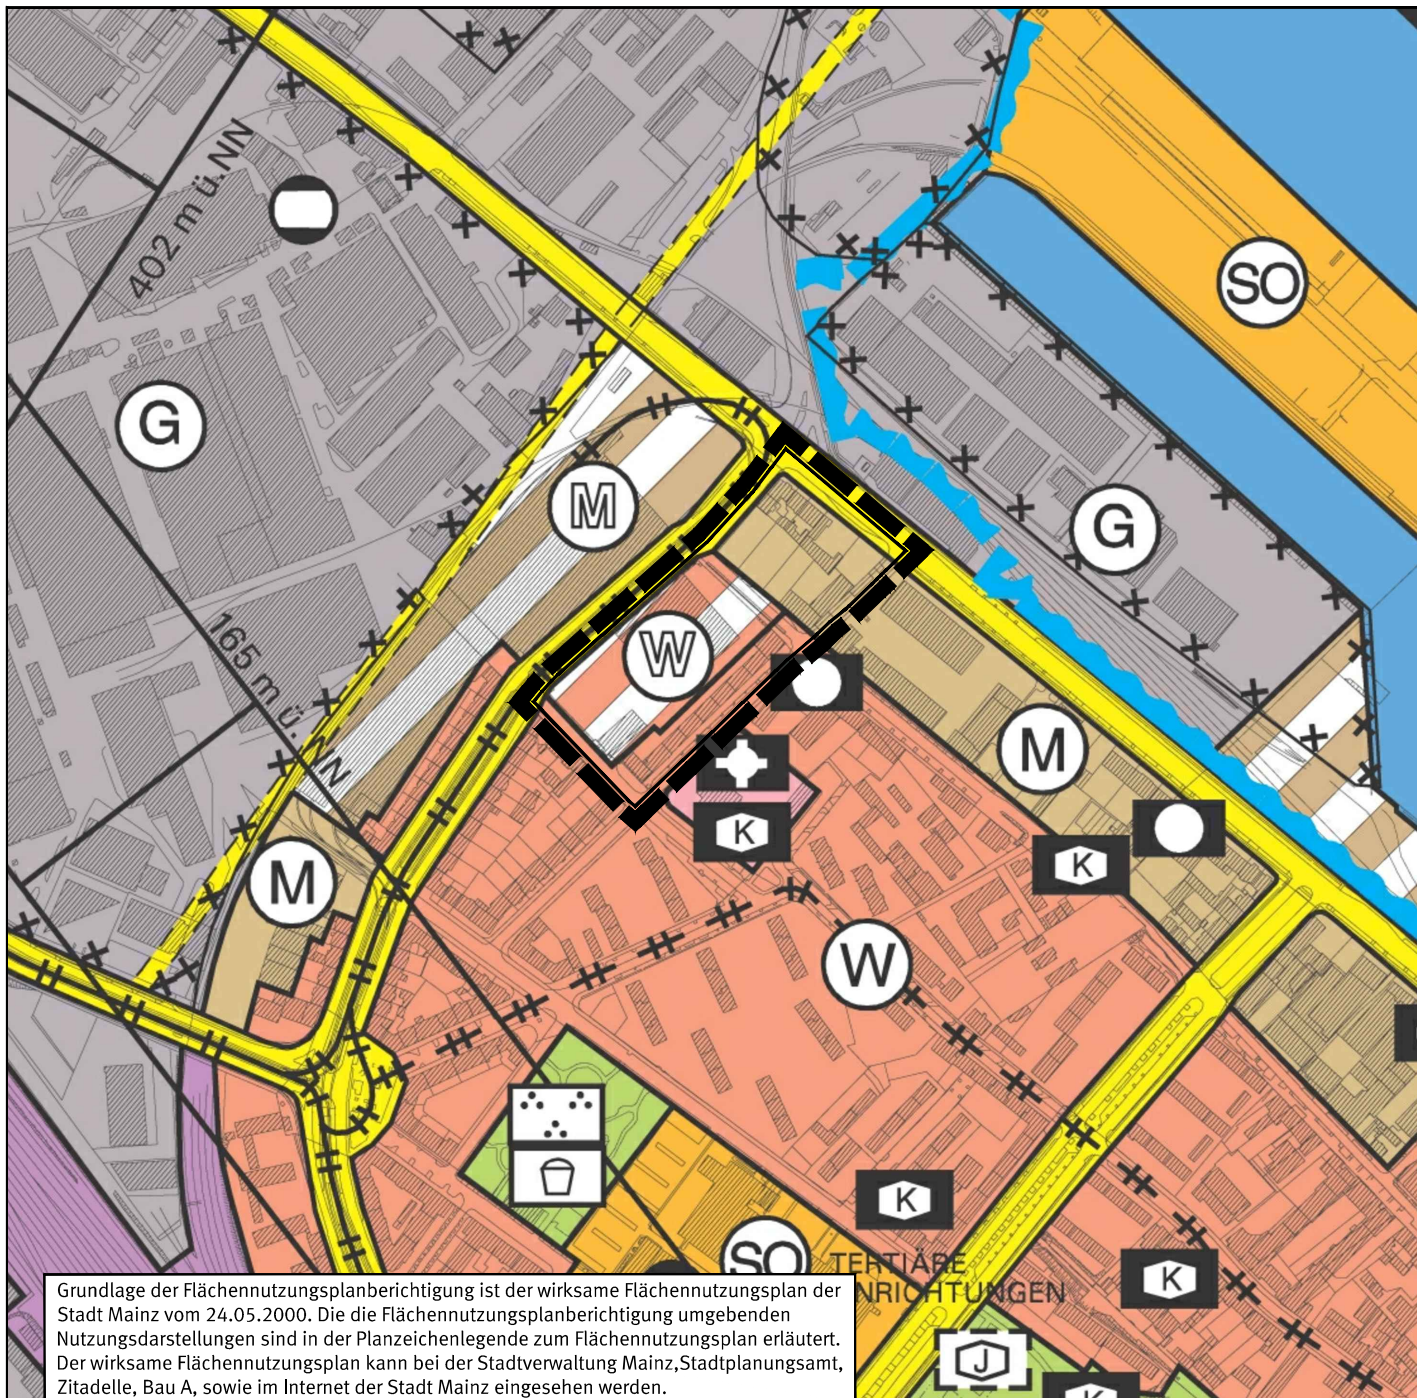 402 m ü.NN
SO
G
M
G
W
165 m ü. NN
M
K
K
M
W
K
SO
TERTIÄRE
NRICHTUNGEN
K
J
K
Grundlage der Flächennutzungsplanberichtigung ist der wirksame Flächennutzungsplan der
Stadt Mainz vom 24.05.2000. Die die Flächennutzungsplanberichtigung umgebenden
Nutzungsdarstellungen sind in der Planzeichenlegende zum Flächennutzungsplan erläutert.
Der wirksame Flächennutzungsplan kann bei der Stadtverwaltung Mainz,Stadtplanungsamt,
Zitadelle, Bau A, sowie im Internet der Stadt Mainz eingesehen werden.